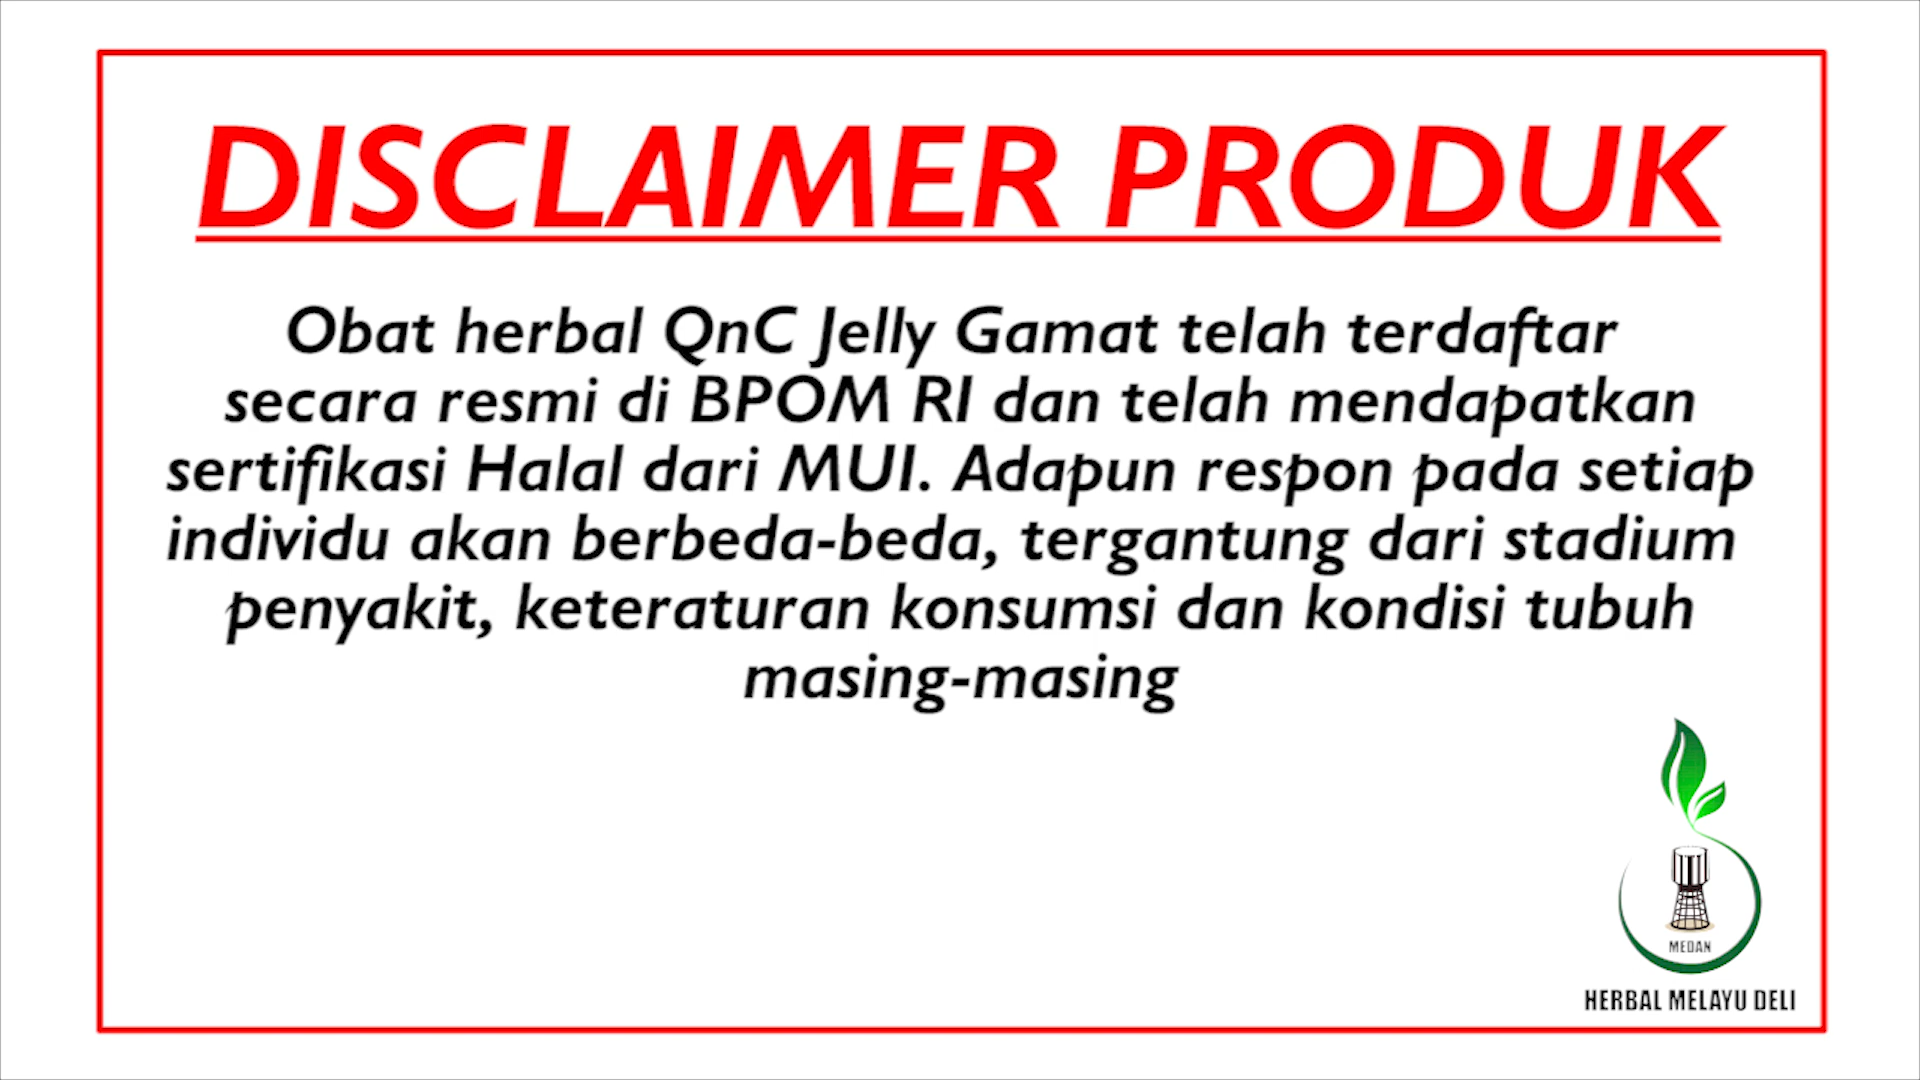 DISCLAIMER PRODUK
Obat herbal QnC Jelly Gamat telah terdaftar
secara resmi di BPOM RI dan telah mendapatkan
sertifikasi Halal dari MUI. Adapun respon pada setiap
individu akan berbeda-beda, tergantung dari stadium
penyakit, keteraturan konsumsi dan kondisi tubuh
masing-masing
MEDAN
HERBAL MELAYU DELI